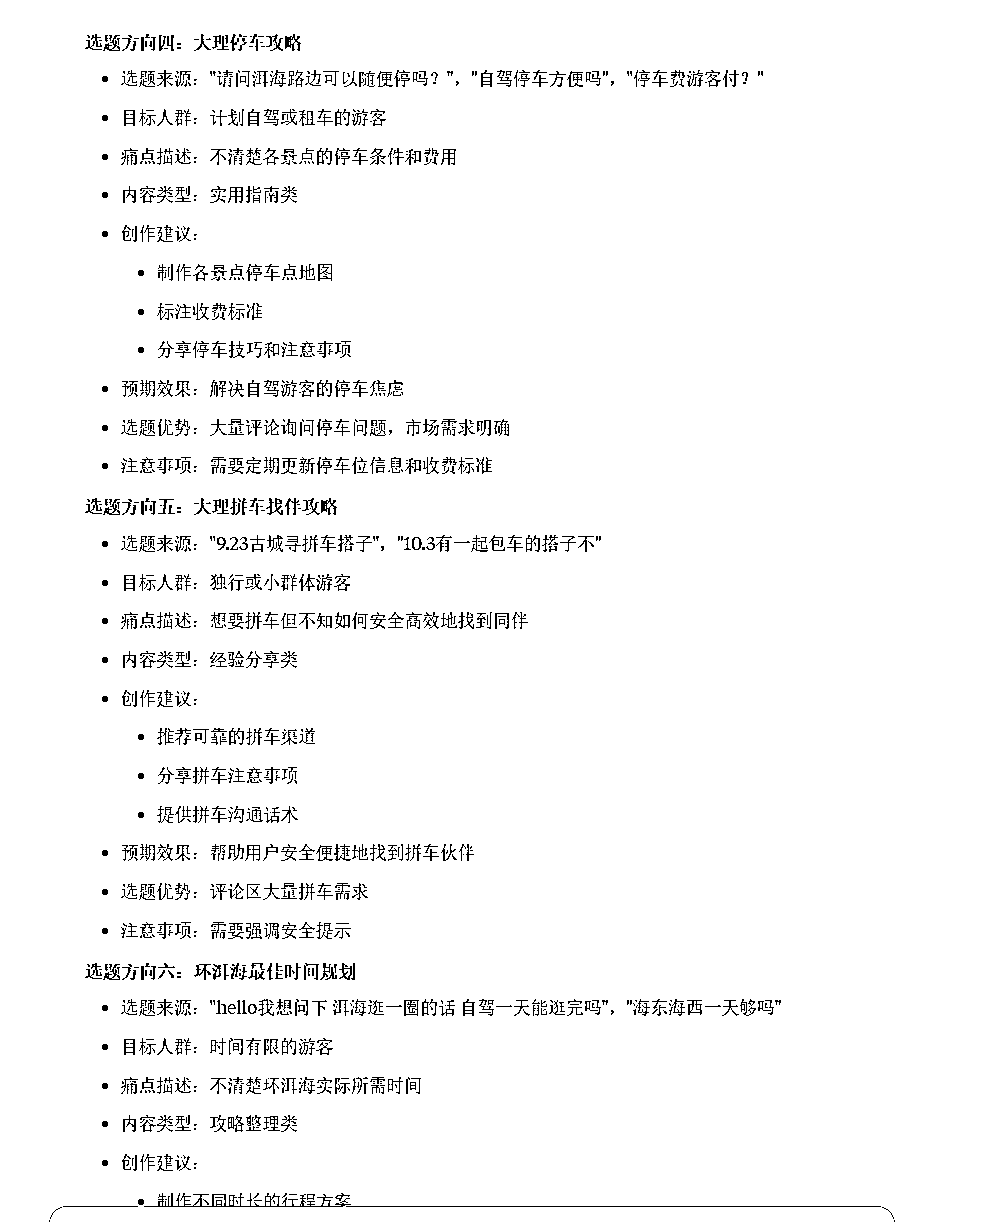 选题方向四：大理停车攻略
选题来源："请问洱海路边可以随便停吗？"，"自驾停车方便吗"，"停车费游客付？"
目标人群：计划自驾或租车的游客
痛点描述：不清楚各景点的停车条件和费用
内容类型：实用指南类
创作建议：
制作各景点停车点地图
标注收费标准
分享停车技巧和注意事项
预期效果：解决自驾游客的停车焦虑
选题优势：大量评论询问停车问题，市场需求明确
注意事项：需要定期更新停车位信息和收费标准
选题方向五：大理拼车找伴攻略
选题来源："9.23古城寻拼车搭子"，"10.3有一起包车的搭子不"
目标人群：独行或小群体游客
痛点描述：想要拼车但不知如何安全高效地找到同伴
内容类型：经验分享类
创作建议：
推荐可靠的拼车渠道
分享拼车注意事项
提供拼车沟通话术
预期效果：帮助用户安全便捷地找到拼车伙伴
选题优势：评论区大量拼车需求
注意事项：需要强调安全提示
选题方向六：环洱海最佳时间规划
选题来源："hello我想问下 洱海逛一圈的话 自驾一天能逛完吗"，"海东海西一天够吗"
目标人群：时间有限的游客
痛点描述：不清楚环洱海实际所需时间
内容类型：攻略整理类
创作建议：
制作不同时长的行程方案